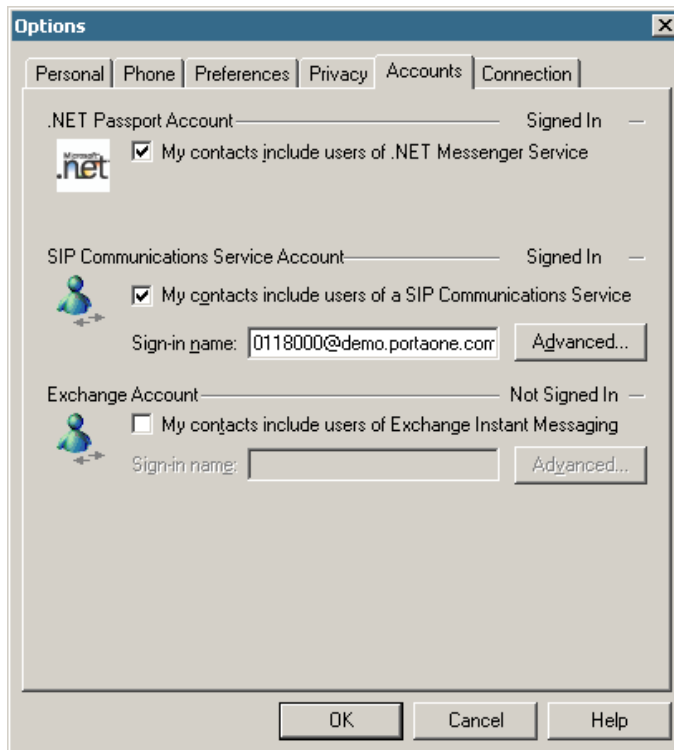 Options
Personal Phone Preferences Privacy Accounts Connection
.NET Passport Account Signed In
Microsoft
.net
My contacts include users of .NET Messenger Service
SIP Communications Service Account Signed In
My contacts include users of a SIP Communications Service
Sign-in name: 0118000@demo.portaone.com Advanced...
Exchange Account Not Signed In
My contacts include users of Exchange Instant Messaging
Sign-in name: Advanced...
OK Cancel Help